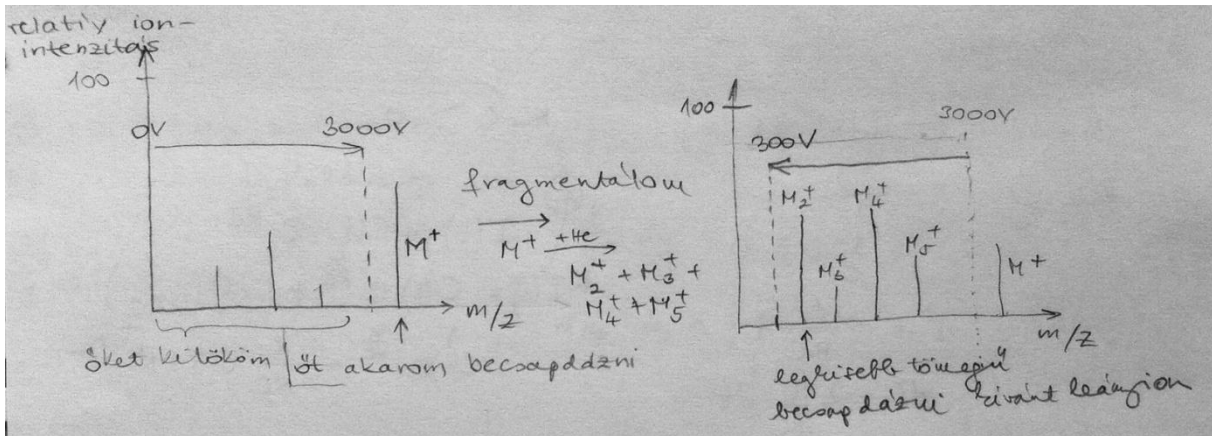 relatív ion-
intenzitás
100
0V
3000V
M⁺
m/z
őket kilököm
őt akarom becsapdázni
fragmentálom
M⁺ +He
M₂⁺ + M₃⁺ +
M₄⁺ + M₅⁺
100
3000V
300V
M₂⁺
M₆⁺
M₄⁺
M₅⁺
M⁺
m/z
legkisebb tömegű
becsapdázni kívánt leányion